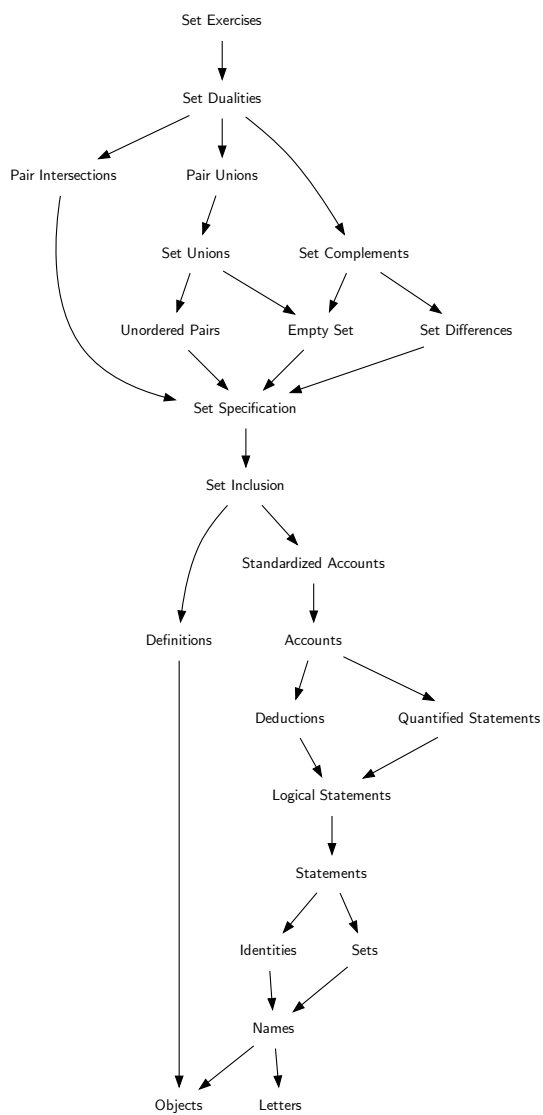 Set Exercises
Set Dualities
Pair Intersections
Pair Unions
Set Unions
Set Complements
Unordered Pairs
Empty Set
Set Differences
Set Specification
Set Inclusion
Standardized Accounts
Definitions
Accounts
Deductions
Quantified Statements
Logical Statements
Statements
Identities
Sets
Names
Objects
Letters